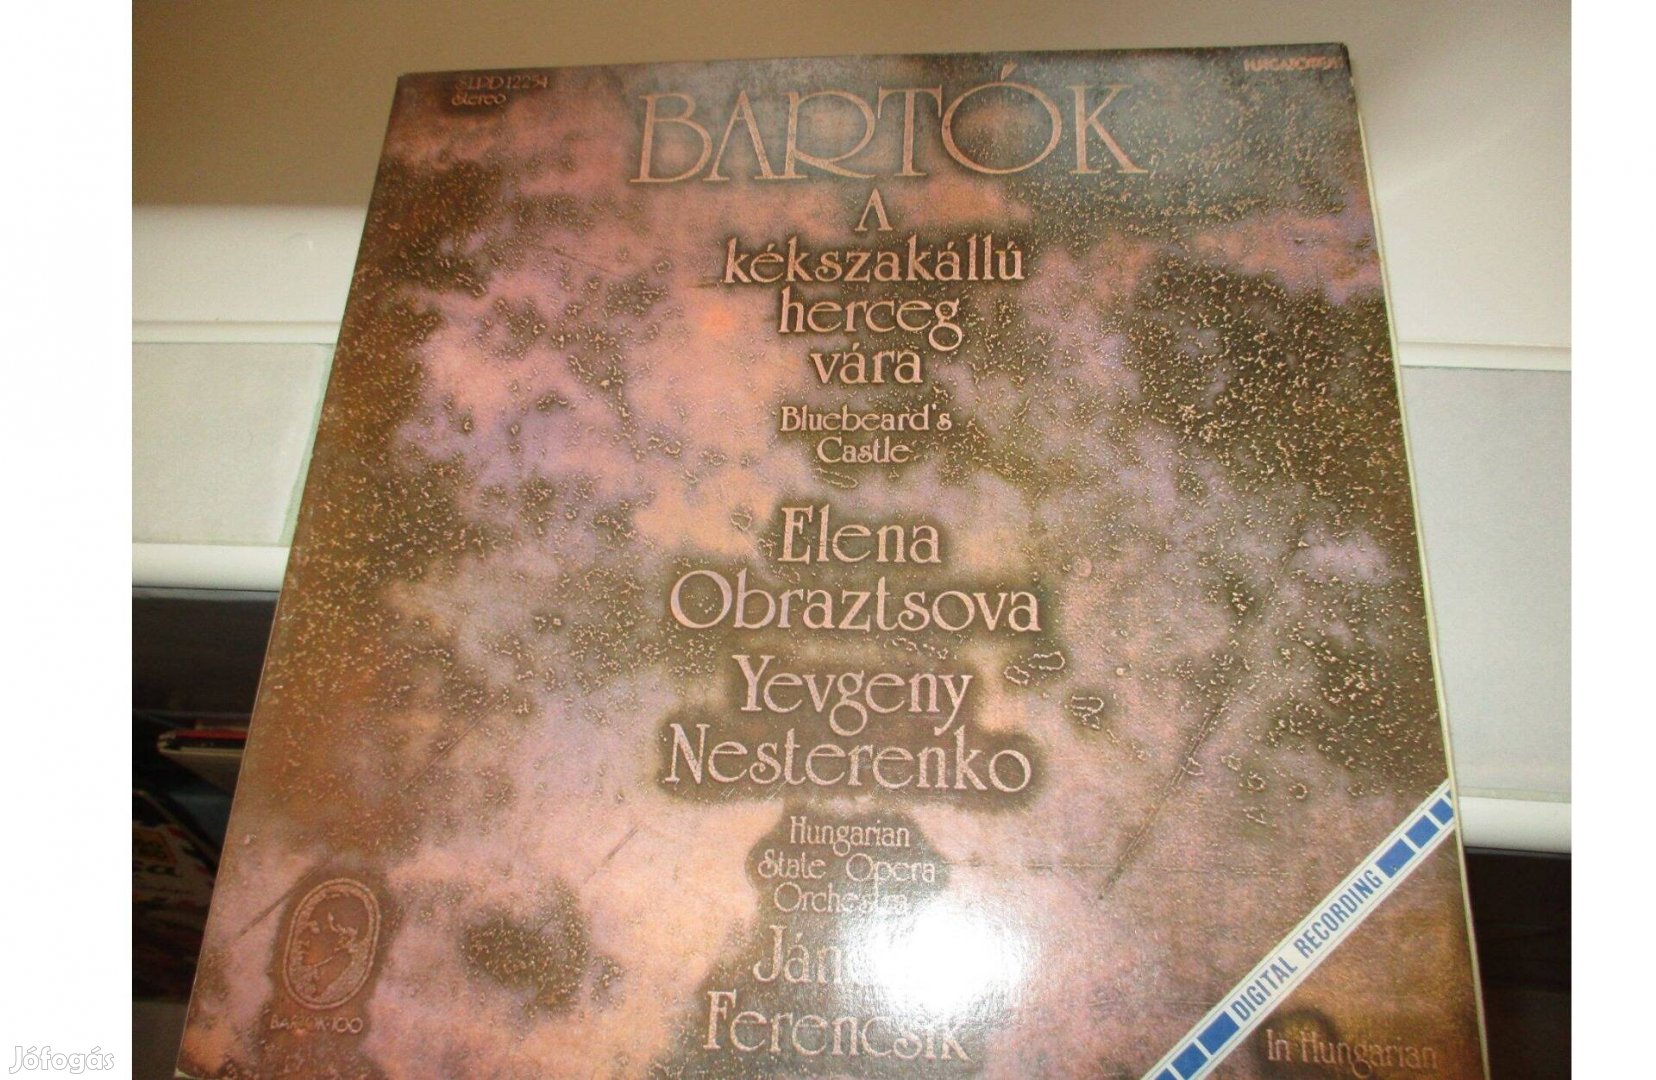 SLPD 12254
Stereo
HUNGAROTON
BARTÓK
A
kékszakállú
herceg
vára
Bluebeard's
Castle
Elena
Obraztsova
Yevgeny
Nesterenko
Hungarian
State Opera
Orchestra
Ferencsik
BARTÓK 100
DIGITAL RECORDING
In Hungarian
Jófogás